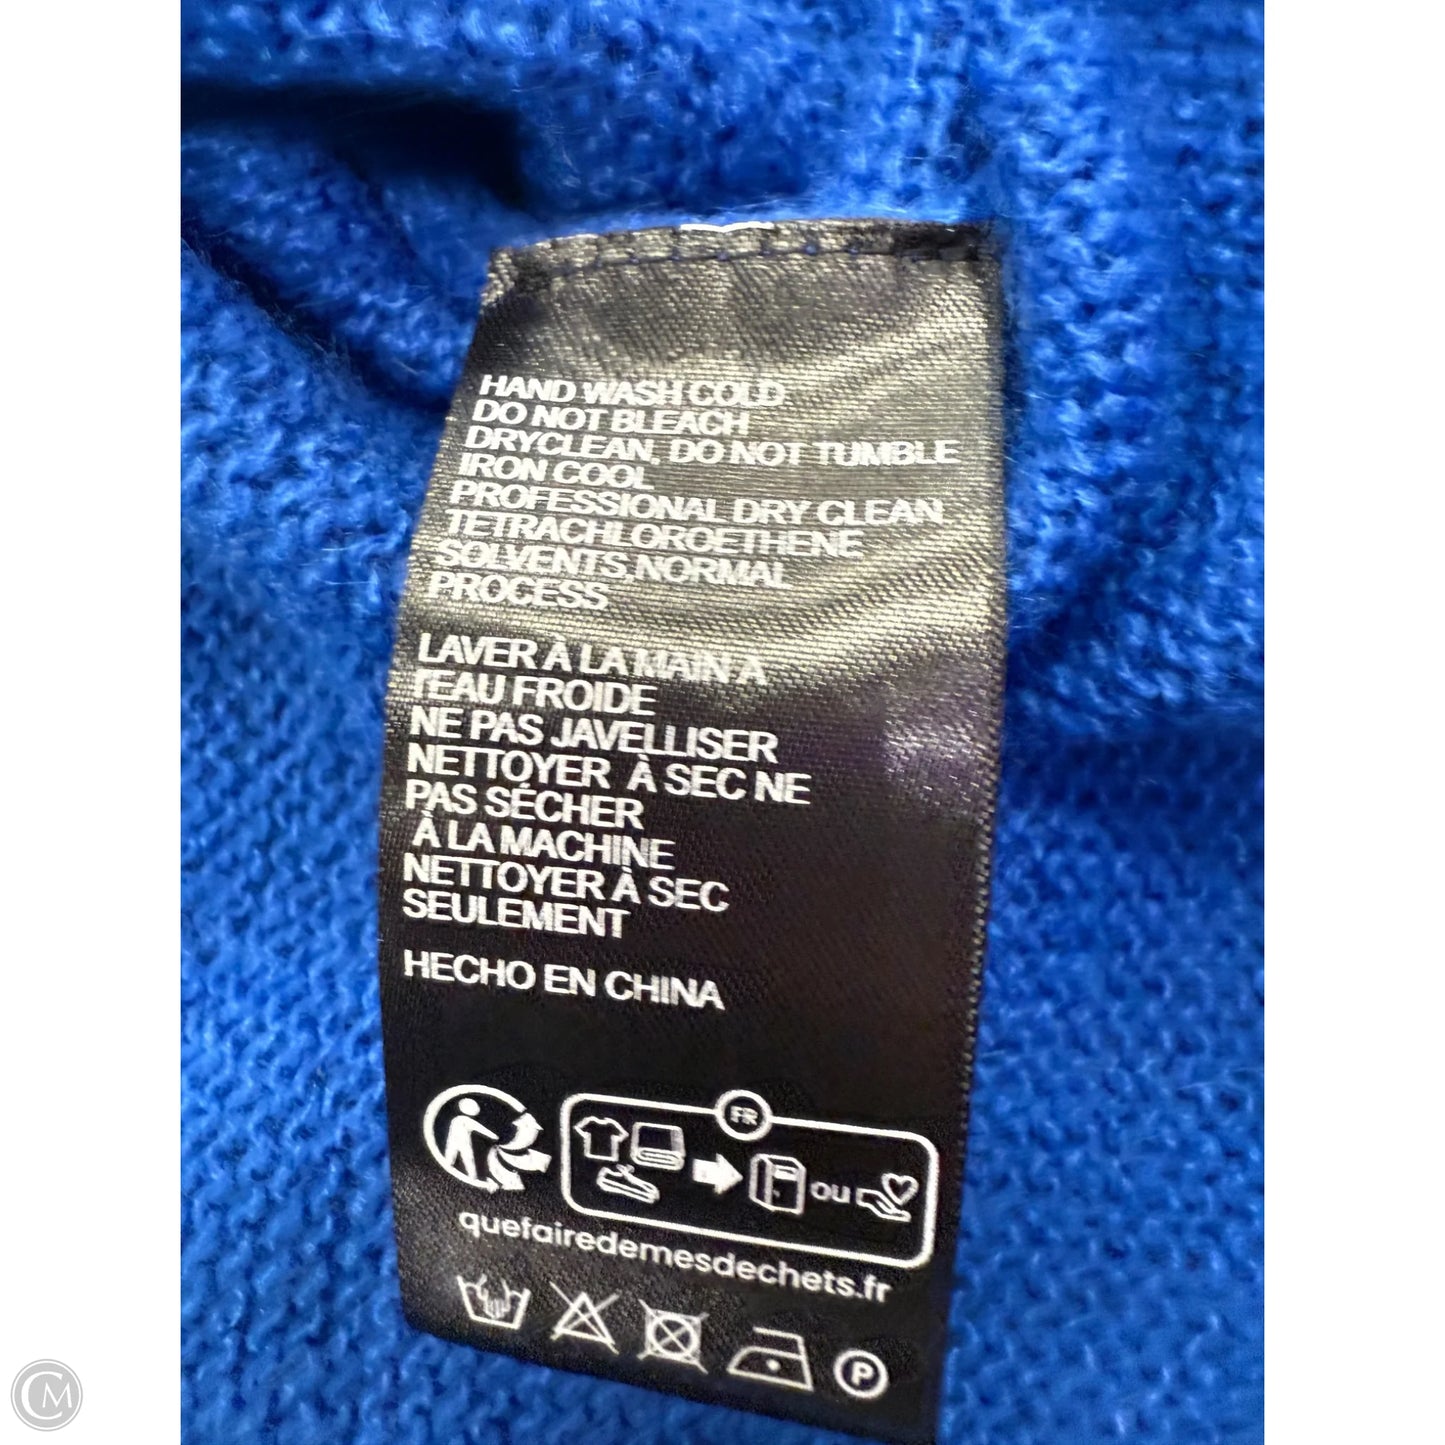 HAND WASH COLD
DO NOT BLEACH
DRYCLEAN, DO NOT TUMBLE
IRON COOL
PROFESSIONAL DRY CLEAN
TETRACHLOROETHENE
SOLVENTS,NORMAL
PROCESS
LAVER À LA MAIN A
l'EAU FROIDE
NE PAS JAVELLISER
NETTOYER À SEC NE
PAS SÉCHER
À LA MACHINE
NETTOYER À SEC
SEULEMENT
HECHO EN CHINA
FR
ou
quefairedemesdechets.fr
P
CM